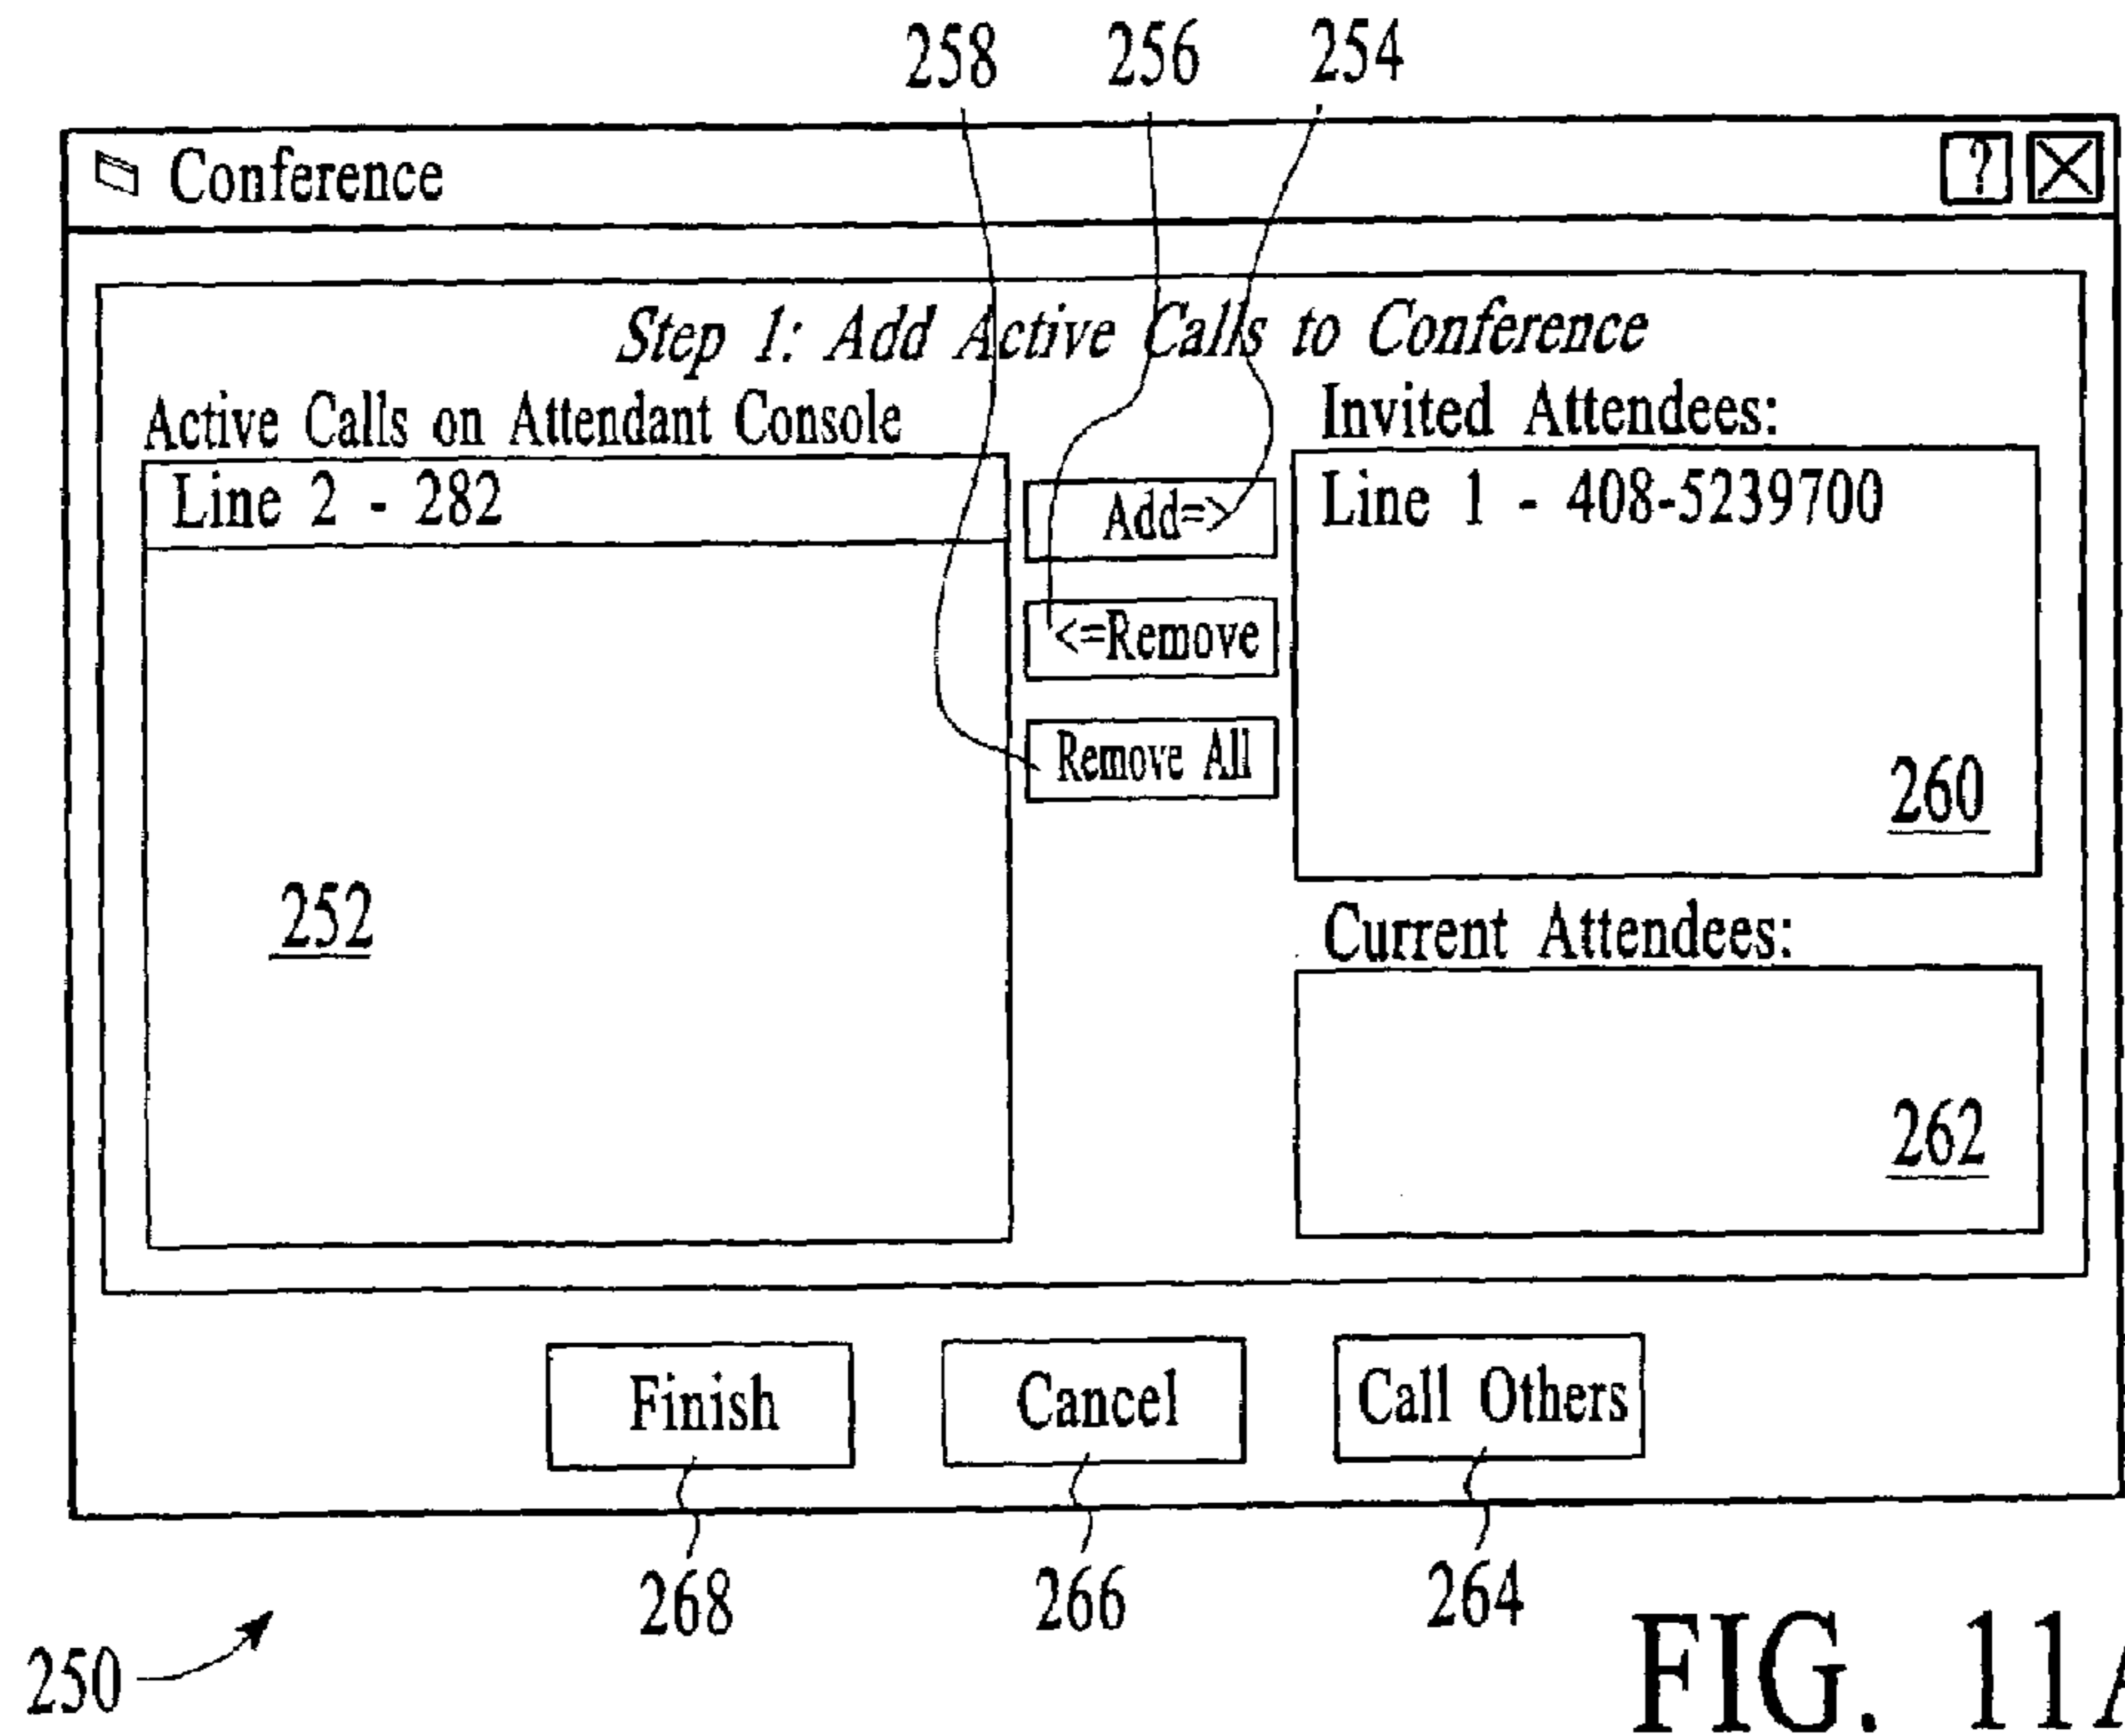 258 256 254
Conference ?
Step 1: Add Active Calls to Conference
Active Calls on Attendant Console
Line 2 - 282
252
Add=>
<=Remove
Remove All
Invited Attendees:
Line 1 - 408-5239700
260
Current Attendees:
262
Finish Cancel Call Others
268 266 264
250
FIG. 11A